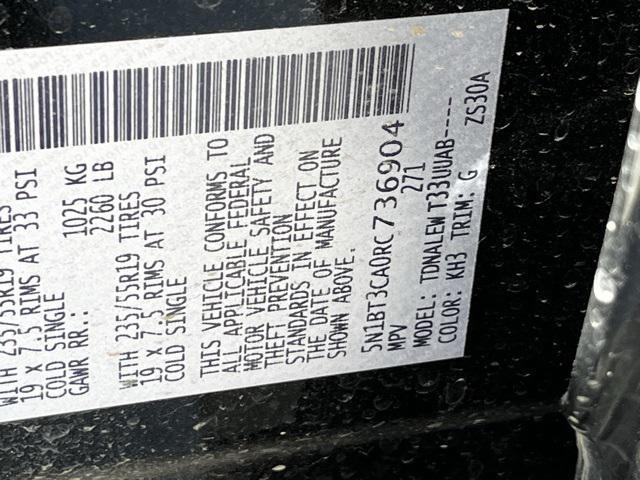 WITH 235/55R19 TIRES
19 x 7.5 RIMS AT 33 PSI
COLD SINGLE
GAWR RR.: 1025 KG
2260 LB
WITH 235/55R19 TIRES
19 x 7.5 RIMS AT 30 PSI
COLD SINGLE
THIS VEHICLE CONFORMS TO
ALL APPLICABLE FEDERAL
MOTOR VEHICLE SAFETY AND
THEFT PREVENTION
STANDARDS IN EFFECT ON
THE DATE OF MANUFACTURE
SHOWN ABOVE.
5N1BT3CA0RC736904
MPV 271
MODEL: TDNALEW T33UUAB----
COLOR: KH3 TRIM: G ZS30A